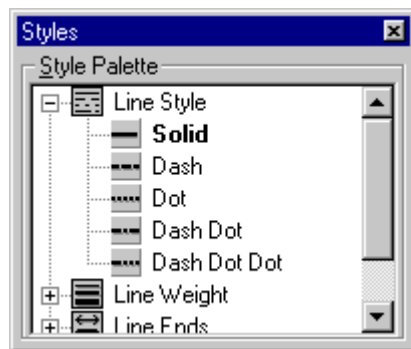 Styles
Style Palette
Line Style
Solid
Dash
Dot
Dash Dot
Dash Dot Dot
Line Weight
Line Ends